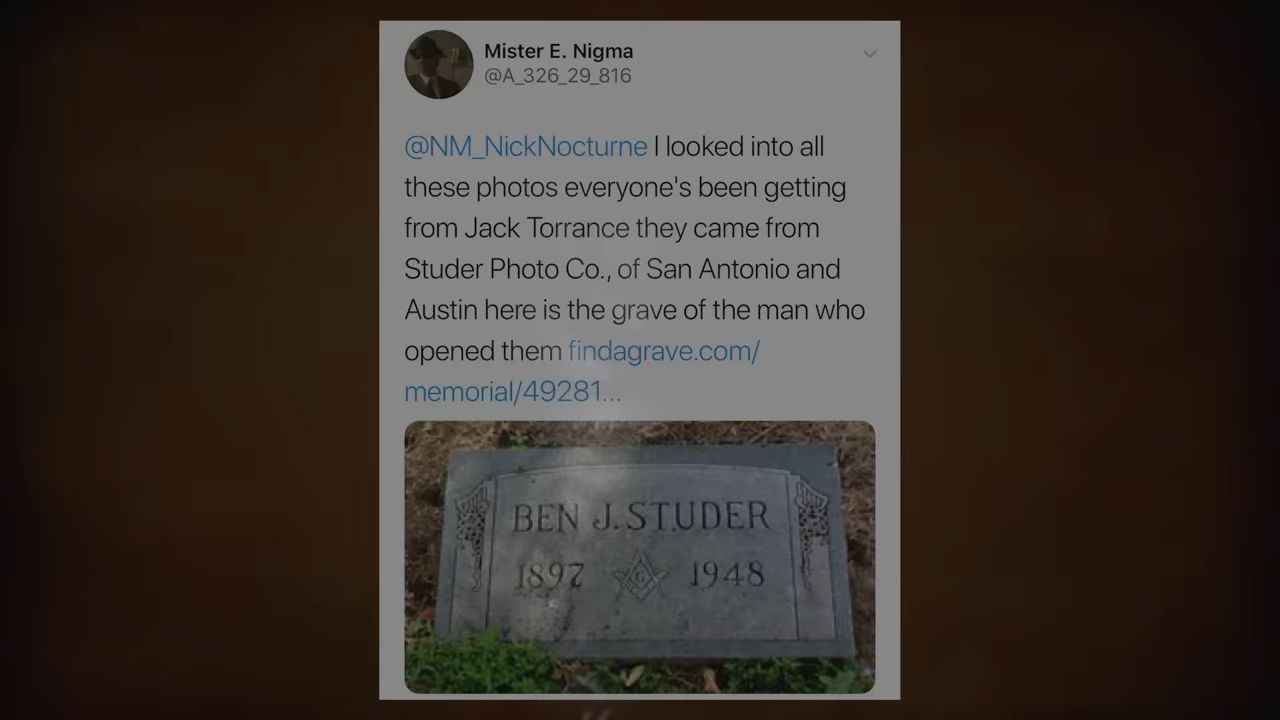 Mister E. Nigma
@A_326_29_816
@NM_NickNocturne I looked into all
these photos everyone's been getting
from Jack Torrance they came from
Studer Photo Co., of San Antonio and
Austin here is the grave of the man who
opened them findagrave.com/
memorial/49281...
BEN J. STUDER
1897 G 1948